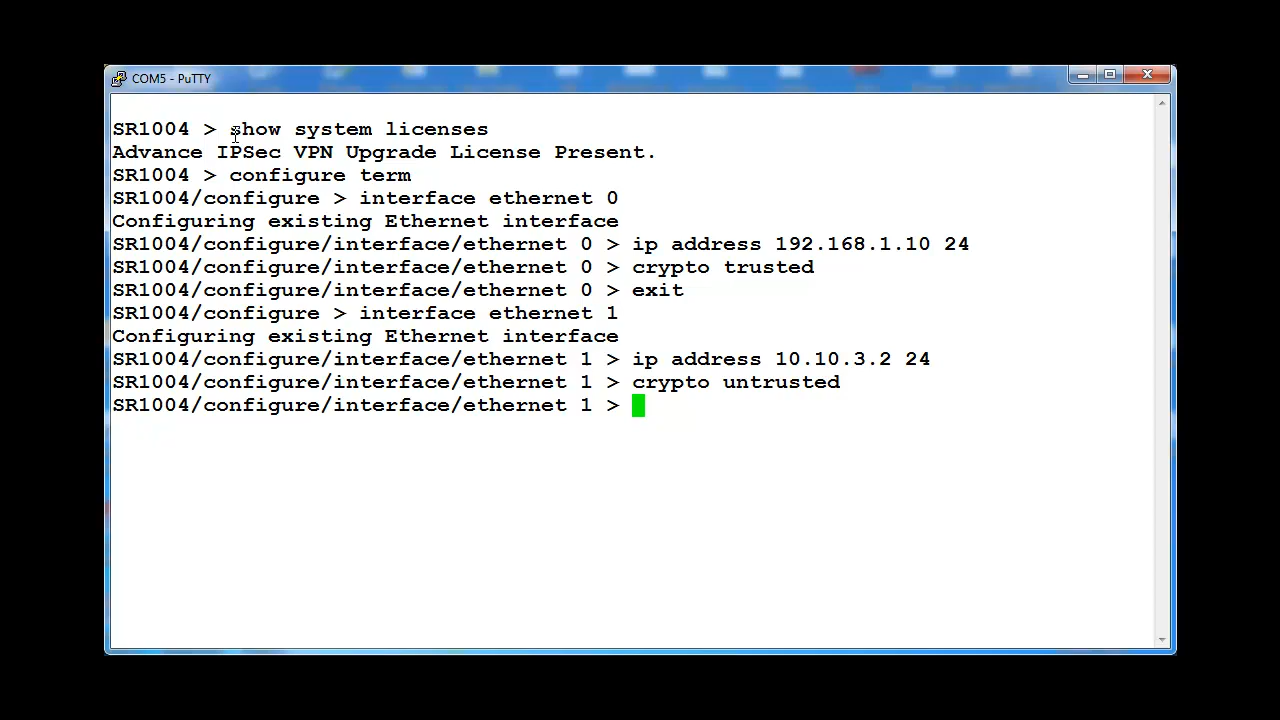 COM5 - PuTTY
SR1004 > show system licenses
Advance IPSec VPN Upgrade License Present.
SR1004 > configure term
SR1004/configure > interface ethernet 0
Configuring existing Ethernet interface
SR1004/configure/interface/ethernet 0 > ip address 192.168.1.10 24
SR1004/configure/interface/ethernet 0 > crypto trusted
SR1004/configure/interface/ethernet 0 > exit
SR1004/configure > interface ethernet 1
Configuring existing Ethernet interface
SR1004/configure/interface/ethernet 1 > ip address 10.10.3.2 24
SR1004/configure/interface/ethernet 1 > crypto untrusted
SR1004/configure/interface/ethernet 1 >